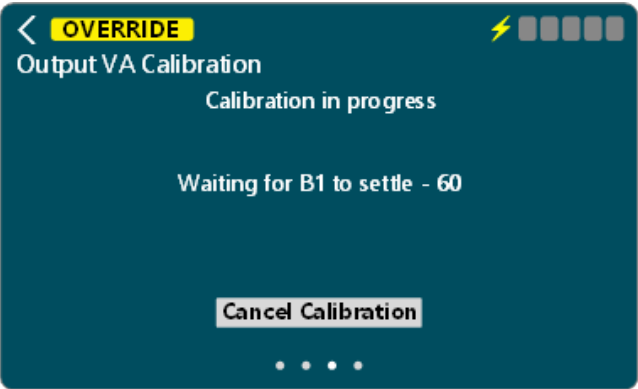 OVERRIDE
Output VA Calibration
Calibration in progress
Waiting for B1 to settle - 60
Cancel Calibration